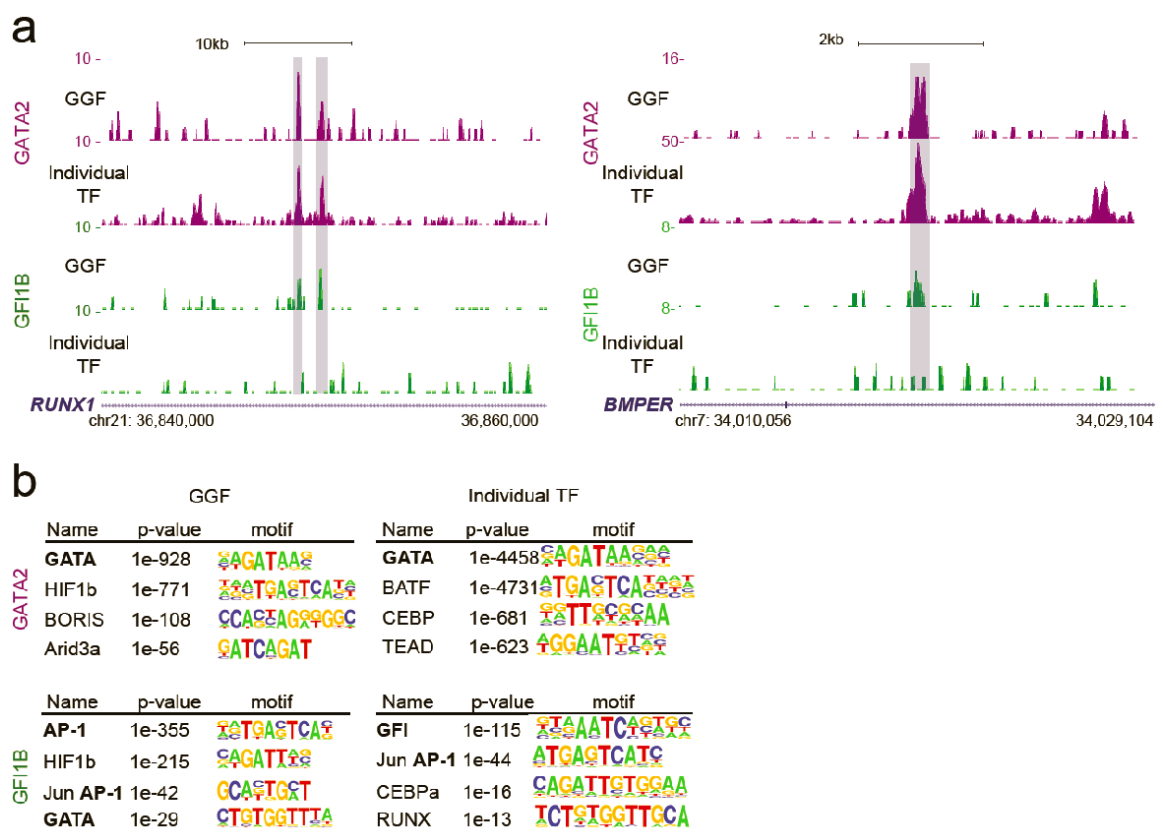 a
10kb
10 -
GATA2
GGF
10 -
Individual TF
10 -
GFI1B
GGF
10 -
Individual TF
RUNX1
chr21: 36,840,000 36,860,000
2kb
16-
GATA2
GGF
50-
Individual TF
8-
GFI1B
GGF
8-
Individual TF
BMPER
chr7: 34,010,056 34,029,104
b
GGF Individual TF
GATA2
Name p-value motif
GATA 1e-928
HIF1b 1e-771
BORIS 1e-108
Arid3a 1e-56
Name p-value motif
GATA 1e-4458
BATF 1e-4731
CEBP 1e-681
TEAD 1e-623
GFI1B
Name p-value motif
AP-1 1e-355
HIF1b 1e-215
Jun AP-1 1e-42
GATA 1e-29
Name p-value motif
GFI 1e-115
Jun AP-1 1e-44
CEBPa 1e-16
RUNX 1e-13